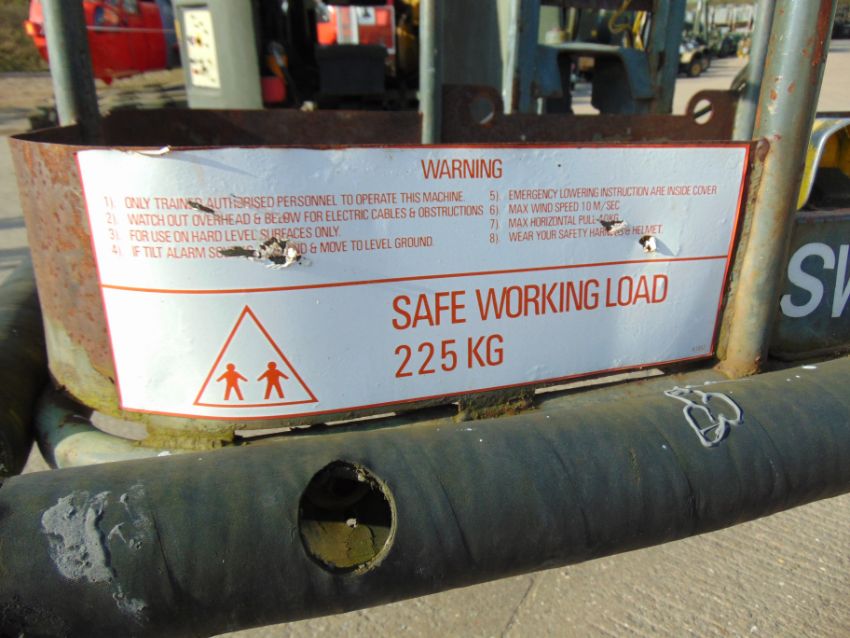 WARNING
1). ONLY TRAINED AUTHORISED PERSONNEL TO OPERATE THIS MACHINE.
2). WATCH OUT OVERHEAD & BELOW FOR ELECTRIC CABLES & OBSTRUCTIONS
3). FOR USE ON HARD LEVEL SURFACES ONLY.
4). IF TILT ALARM & MOVE TO LEVEL GROUND.
5). EMERGENCY LOWERING INSTRUCTION ARE INSIDE COVER
6). MAX WIND SPEED 10 M/SEC
7). MAX HORIZONTAL PULL 40KG
8). WEAR YOUR SAFETY HARNESS & HELMET.
SAFE WORKING LOAD
225 KG
SW